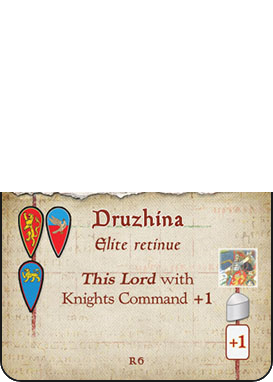 Druzhina
Elite retinue
This Lord with
Knights Command +1
+1
R6